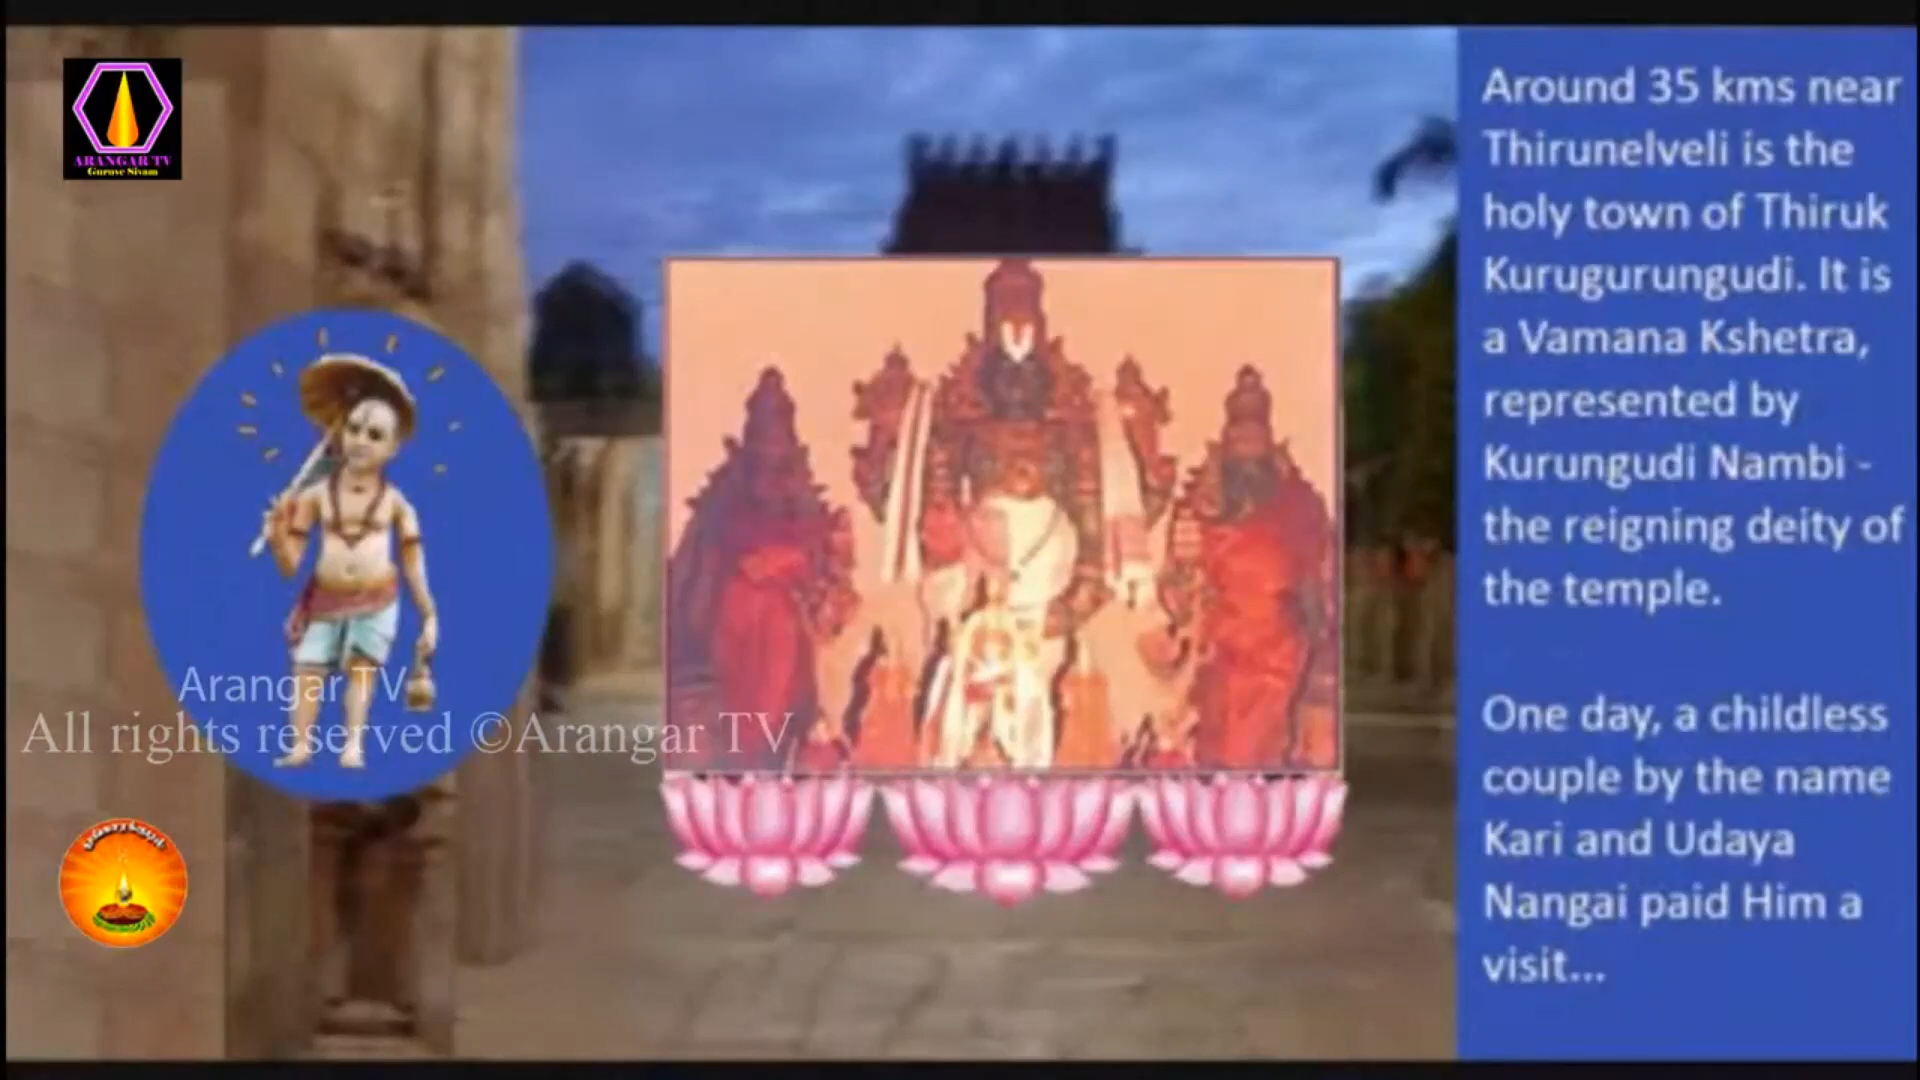 ARANGAR TV
Guruve Sivam
Around 35 kms near
Thirunelveli is the
holy town of Thiruk
Kurugurungudi. It is
a Vamana Kshetra,
represented by
Kurungudi Nambi -
the reigning deity of
the temple.
One day, a childless
couple by the name
Kari and Udaya
Nangai paid Him a
visit...
Arangar TV
All rights reserved ©Arangar TV